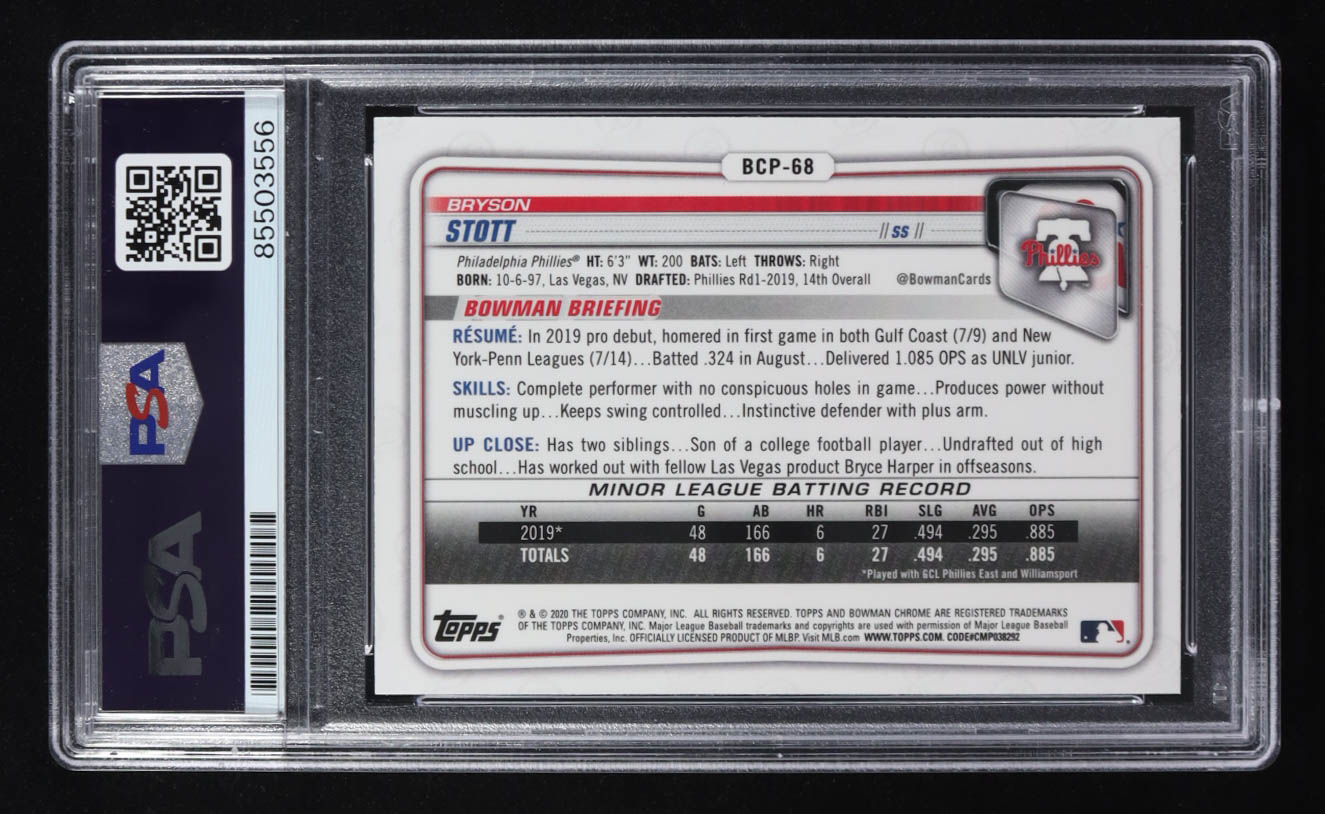 85503556
PSA
PSA
BCP-68
BRYSON
STOTT // SS //
Phillies
Philadelphia Phillies® HT: 6'3" WT: 200 BATS: Left THROWS: Right
BORN: 10-6-97, Las Vegas, NV DRAFTED: Phillies Rd1-2019, 14th Overall @BowmanCards
BOWMAN BRIEFING
RÉSUMÉ: In 2019 pro debut, homered in first game in both Gulf Coast (7/9) and New
York-Penn Leagues (7/14)...Batted .324 in August...Delivered 1.085 OPS as UNLV junior.
SKILLS: Complete performer with no conspicuous holes in game...Produces power without
muscling up...Keeps swing controlled...Instinctive defender with plus arm.
UP CLOSE: Has two siblings...Son of a college football player...Undrafted out of high
school...Has worked out with fellow Las Vegas product Bryce Harper in offseasons.
MINOR LEAGUE BATTING RECORD
YR G AB HR RBI SLG AVG OPS
2019* 48 166 6 27 .494 .295 .885
TOTALS 48 166 6 27 .494 .295 .885
*Played with GCL Phillies East and Williamsport
Topps®
® & © 2020 THE TOPPS COMPANY, INC. ALL RIGHTS RESERVED. TOPPS AND BOWMAN CHROME ARE REGISTERED TRADEMARKS
OF THE TOPPS COMPANY, INC. Major League Baseball trademarks and copyrights are used with permission of Major League Baseball
Properties, Inc. OFFICIALLY LICENSED PRODUCT OF MLBP. Visit MLB.com WWW.TOPPS.COM. CODE#CMP038292
PSA